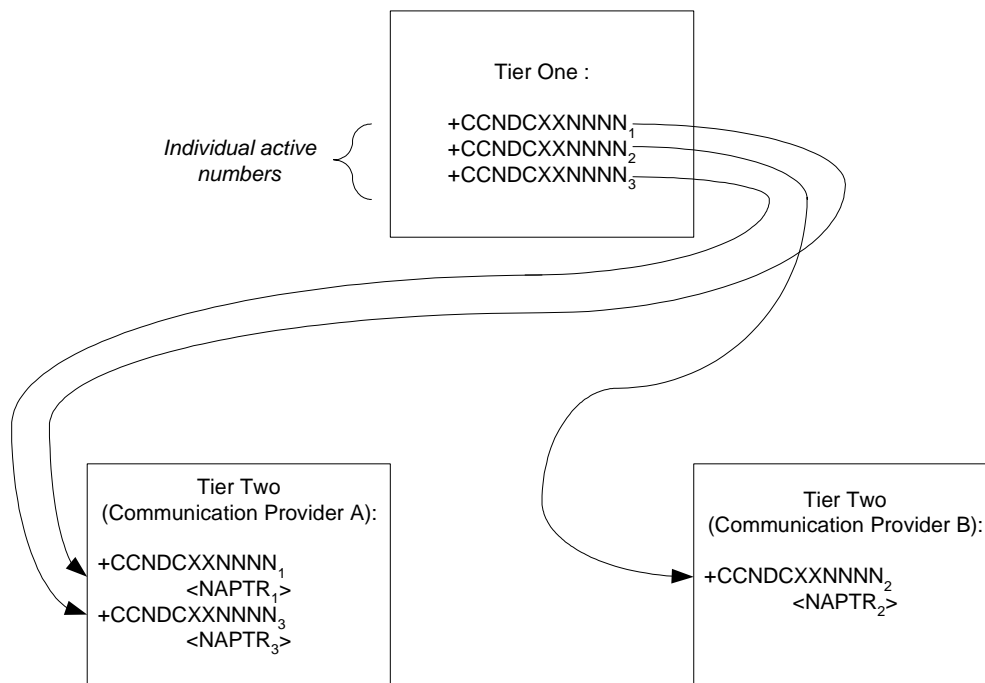 Tier One :
+CCNDCXXNNNN₁
+CCNDCXXNNNN₂
+CCNDCXXNNNN₃
Individual active
numbers
Tier Two
(Communication Provider A):
+CCNDCXXNNNN₁
<NAPTR₁>
+CCNDCXXNNNN₃
<NAPTR₃>
Tier Two
(Communication Provider B):
+CCNDCXXNNNN₂
<NAPTR₂>